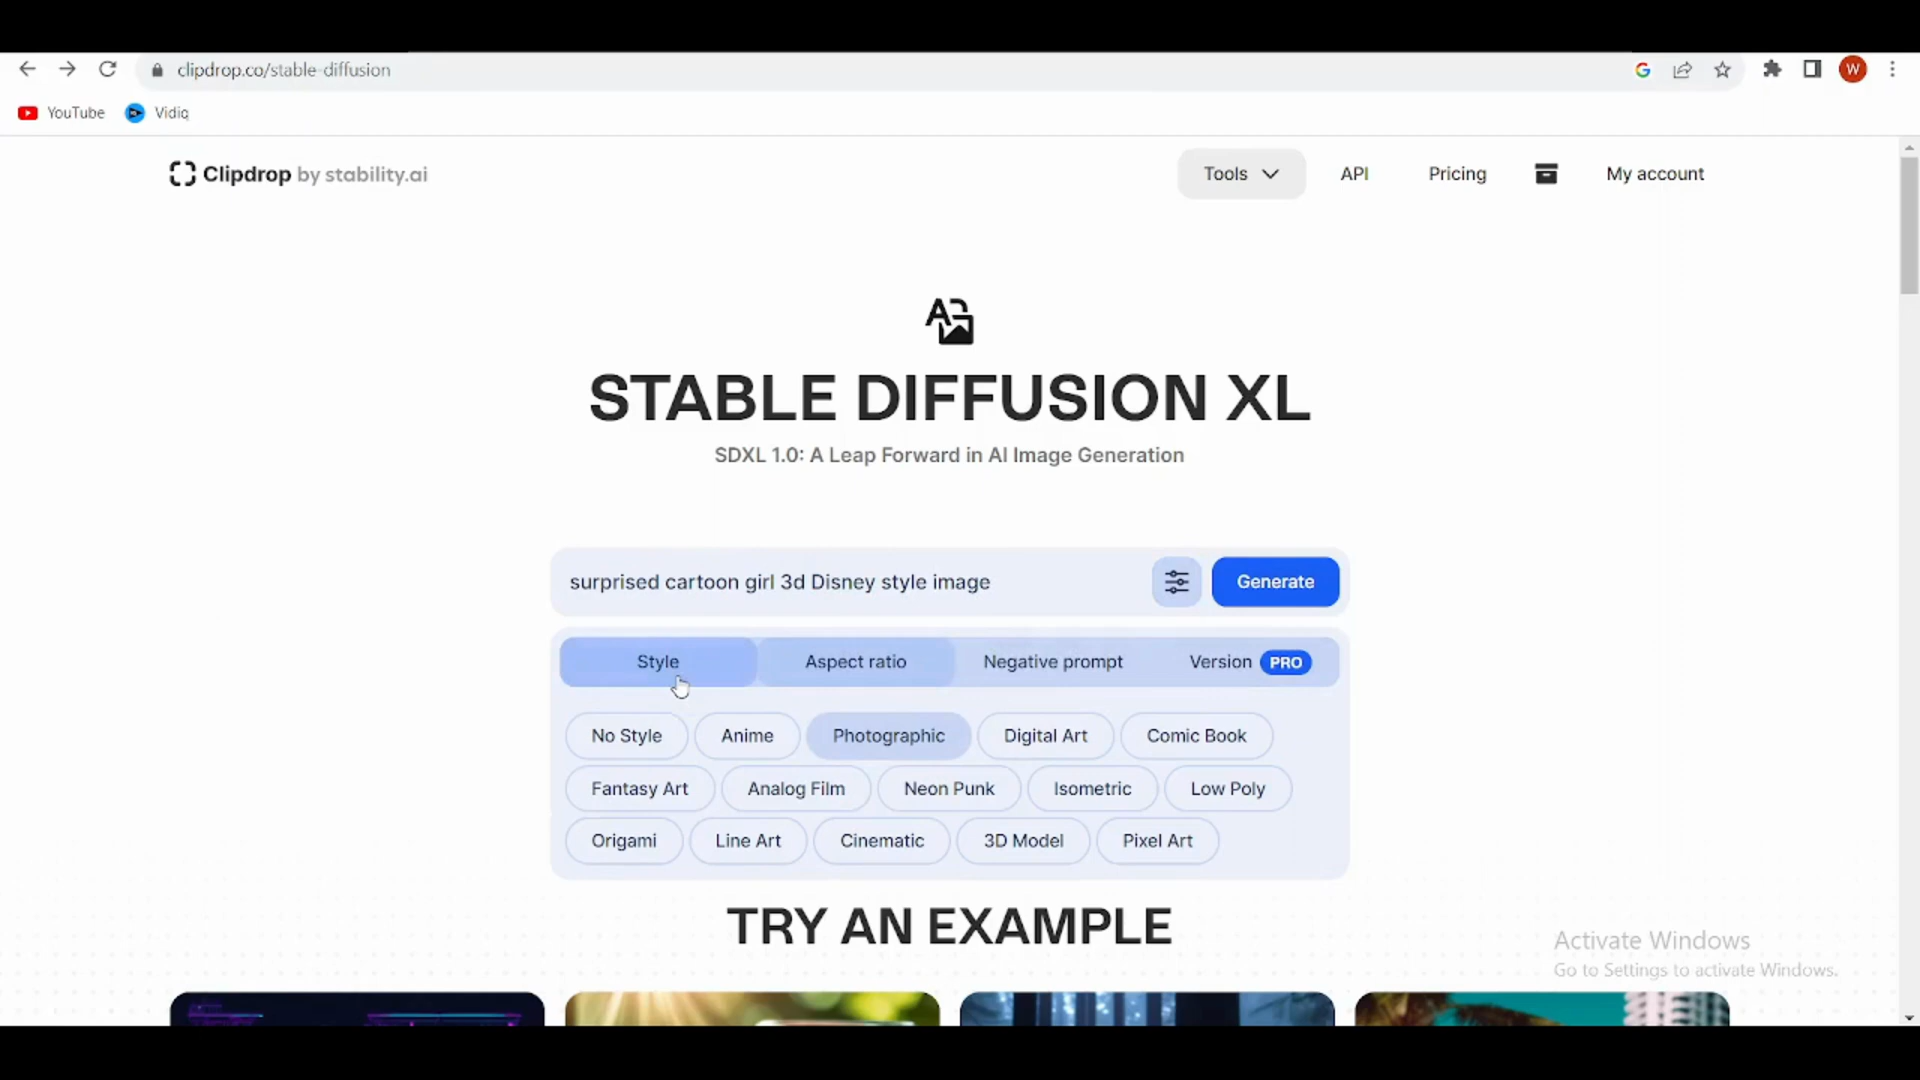 clipdrop.co/stable-diffusion
W
YouTube Vidiq
Clipdrop by stability.ai Tools API Pricing My account
STABLE DIFFUSION XL
SDXL 1.0: A Leap Forward in AI Image Generation
surprised cartoon girl 3d Disney style image Generate
Style Aspect ratio Negative prompt Version PRO
No Style Anime Photographic Digital Art Comic Book
Fantasy Art Analog Film Neon Punk Isometric Low Poly
Origami Line Art Cinematic 3D Model Pixel Art
TRY AN EXAMPLE
Activate Windows
Go to Settings to activate Windows.